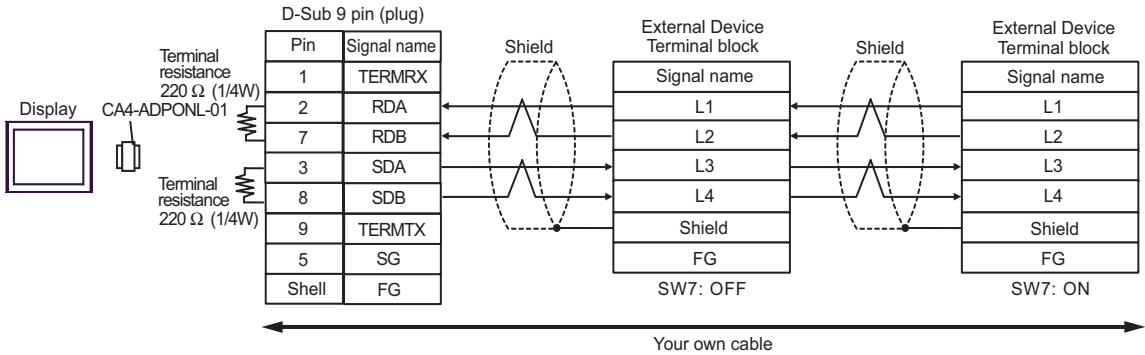 D-Sub 9 pin (plug)
Pin Signal name
1 TERMRX
2 RDA
7 RDB
3 SDA
8 SDB
9 TERMTX
5 SG
Shell FG
Display
CA4-ADPONL-01
Terminal
resistance
220 Ω (1/4W)
Terminal
resistance
220 Ω (1/4W)
Shield
External Device
Terminal block
Signal name
L1
L2
L3
L4
Shield
FG
SW7: OFF
Shield
External Device
Terminal block
Signal name
L1
L2
L3
L4
Shield
FG
SW7: ON
Your own cable